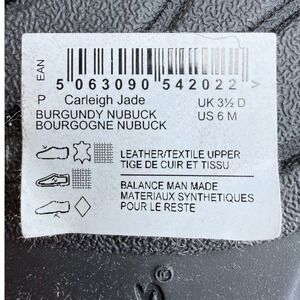 EAN
5 063090 542022 >
P Carleigh Jade UK 3½ D
BURGUNDY NUBUCK US 6 M
BOURGOGNE NUBUCK
LEATHER/TEXTILE UPPER
TIGE DE CUIR ET TISSU
BALANCE MAN MADE
MATERIAUX SYNTHETIQUES
POUR LE RESTE